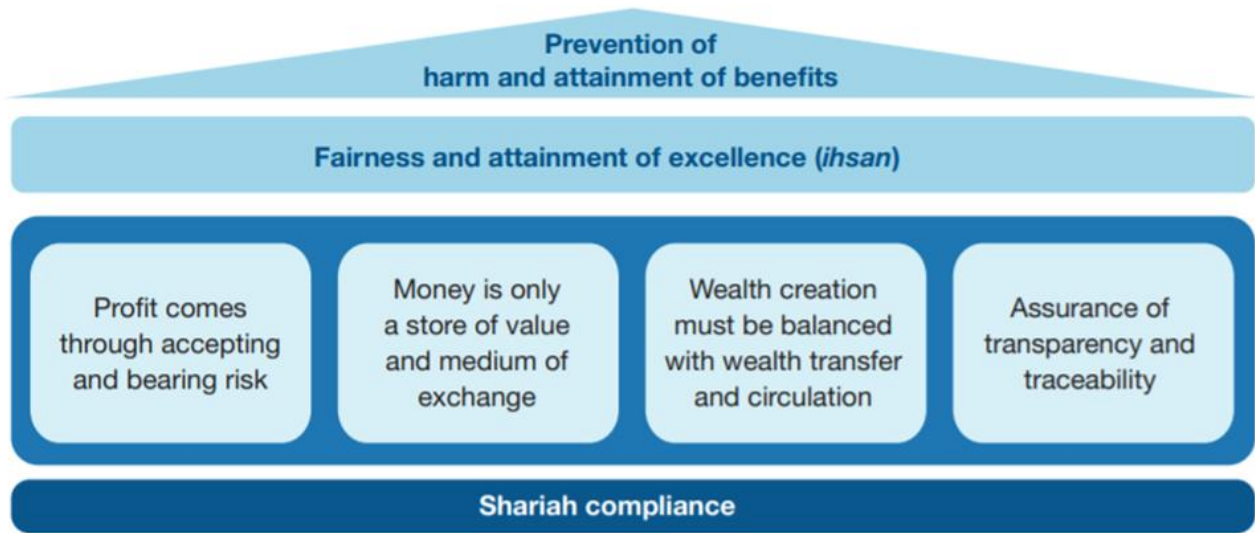 Prevention of
harm and attainment of benefits
Fairness and attainment of excellence (ihsan)
Profit comes
through accepting
and bearing risk
Money is only
a store of value
and medium of
exchange
Wealth creation
must be balanced
with wealth transfer
and circulation
Assurance of
transparency and
traceability
Shariah compliance